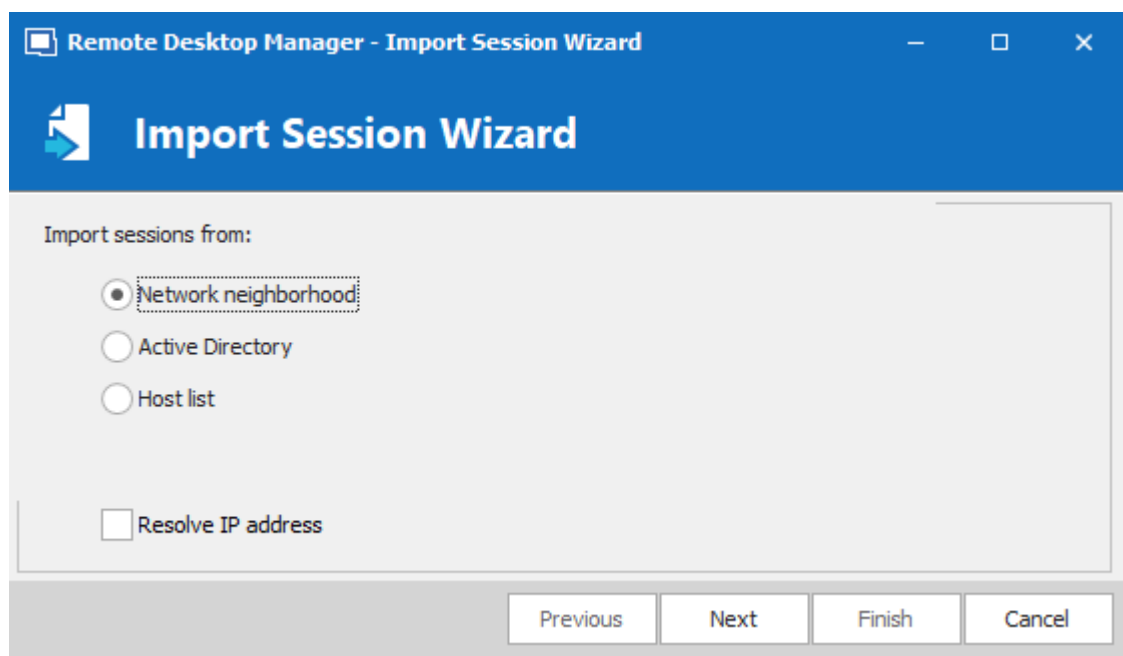 Remote Desktop Manager - Import Session Wizard
Import Session Wizard
Import sessions from:
Network neighborhood
Active Directory
Host list
Resolve IP address
Previous Next Finish Cancel